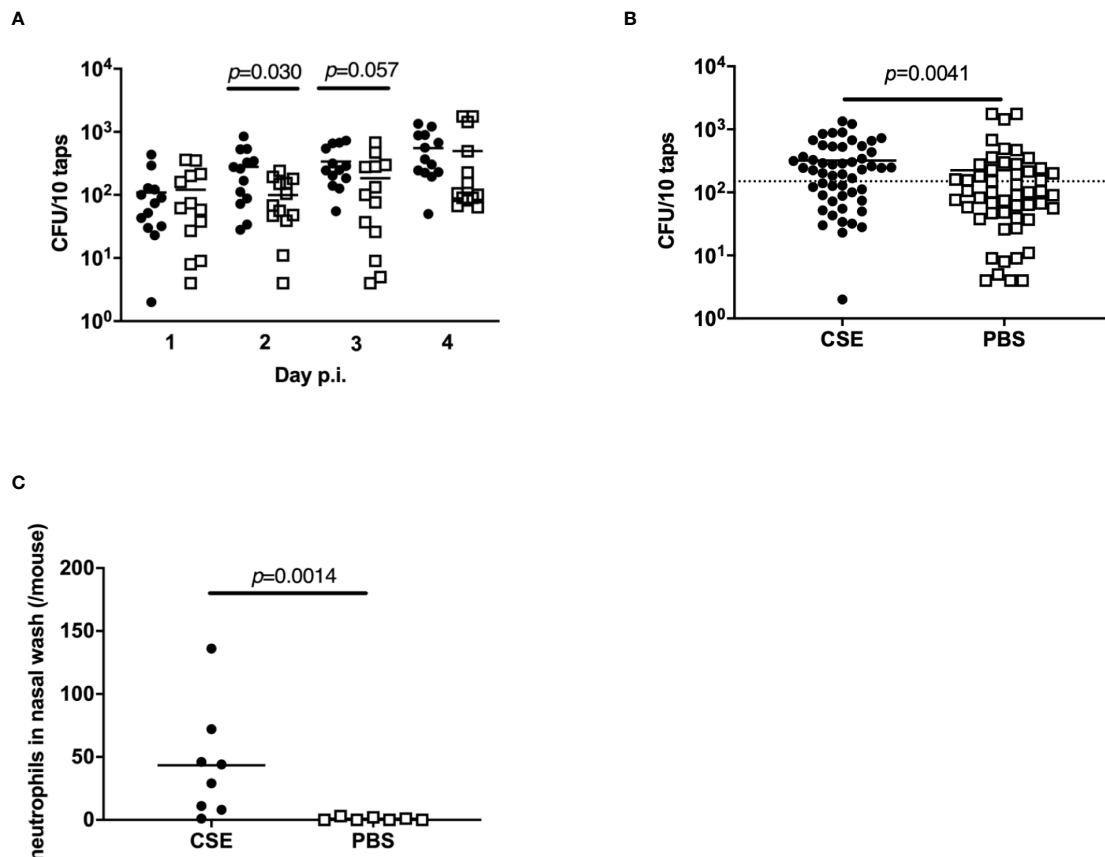 A
p=0.030
p=0.057
CFU/10 taps
10⁴
10³
10²
10¹
10⁰
1 2 3 4
Day p.i.
B
p=0.0041
CFU/10 taps
10⁴
10³
10²
10¹
10⁰
CSE PBS
C
p=0.0014
neutrophils in nasal wash (/mouse)
200
150
100
50
0
CSE PBS